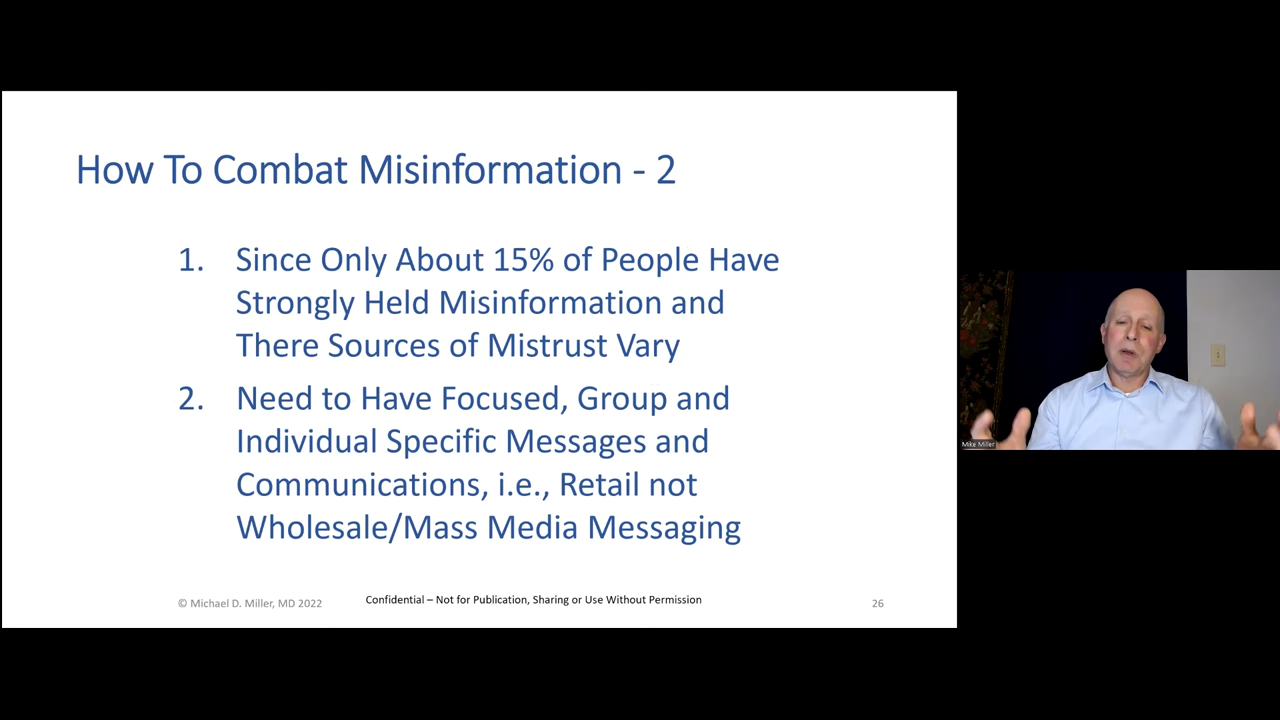 How To Combat Misinformation - 2
1. Since Only About 15% of People Have
Strongly Held Misinformation and
There Sources of Mistrust Vary
2. Need to Have Focused, Group and
Individual Specific Messages and
Communications, i.e., Retail not
Wholesale/Mass Media Messaging
© Michael D. Miller, MD 2022
Confidential – Not for Publication, Sharing or Use Without Permission
26
Mike Miller